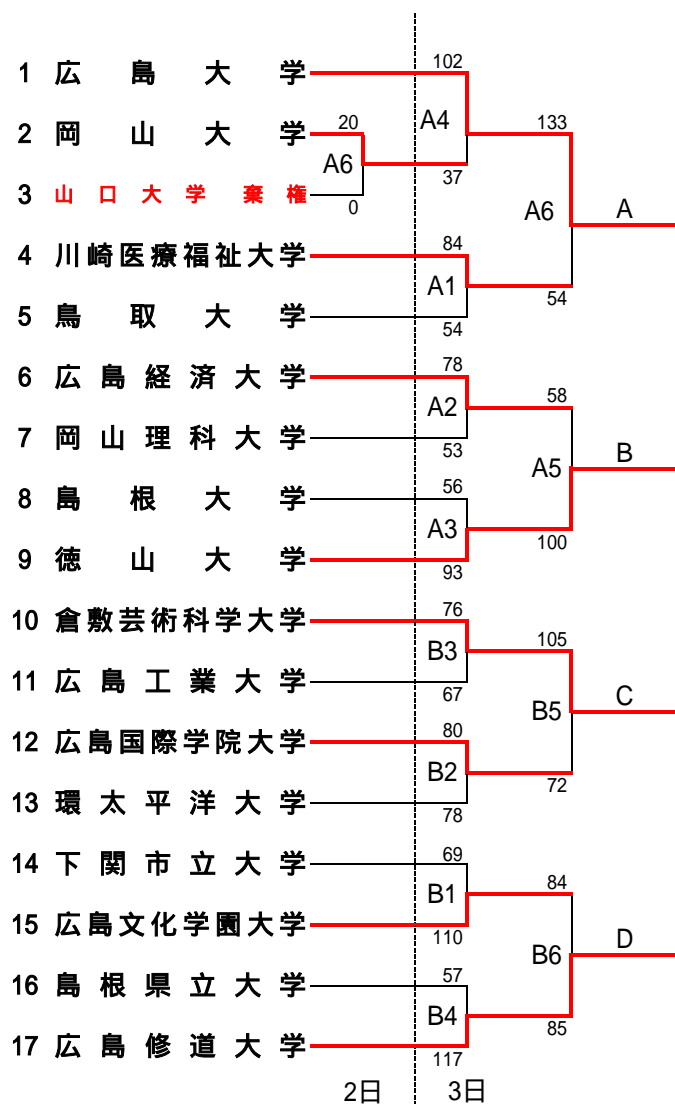 102
1 広島大学
A4
2 岡山大学 20 133
A6
3 山口大学 棄権 0 37
A6 A
4 川崎医療福祉大学 84
A1 54
5 鳥取大学 54
6 広島経済大学 78
A2 58
7 岡山理科大学 53
A5 B
8 島根大学 56
A3 100
9 徳山大学 93
10 倉敷芸術科学大学 76
B3 105
11 広島工業大学 67
B5 C
12 広島国際学院大学 80
B2 72
13 環太平洋大学 78
14 下関市立大学 69
B1 84
15 広島文化学園大学 110
B6 D
16 島根県立大学 57
B4 85
17 広島修道大学 117
2日 3日